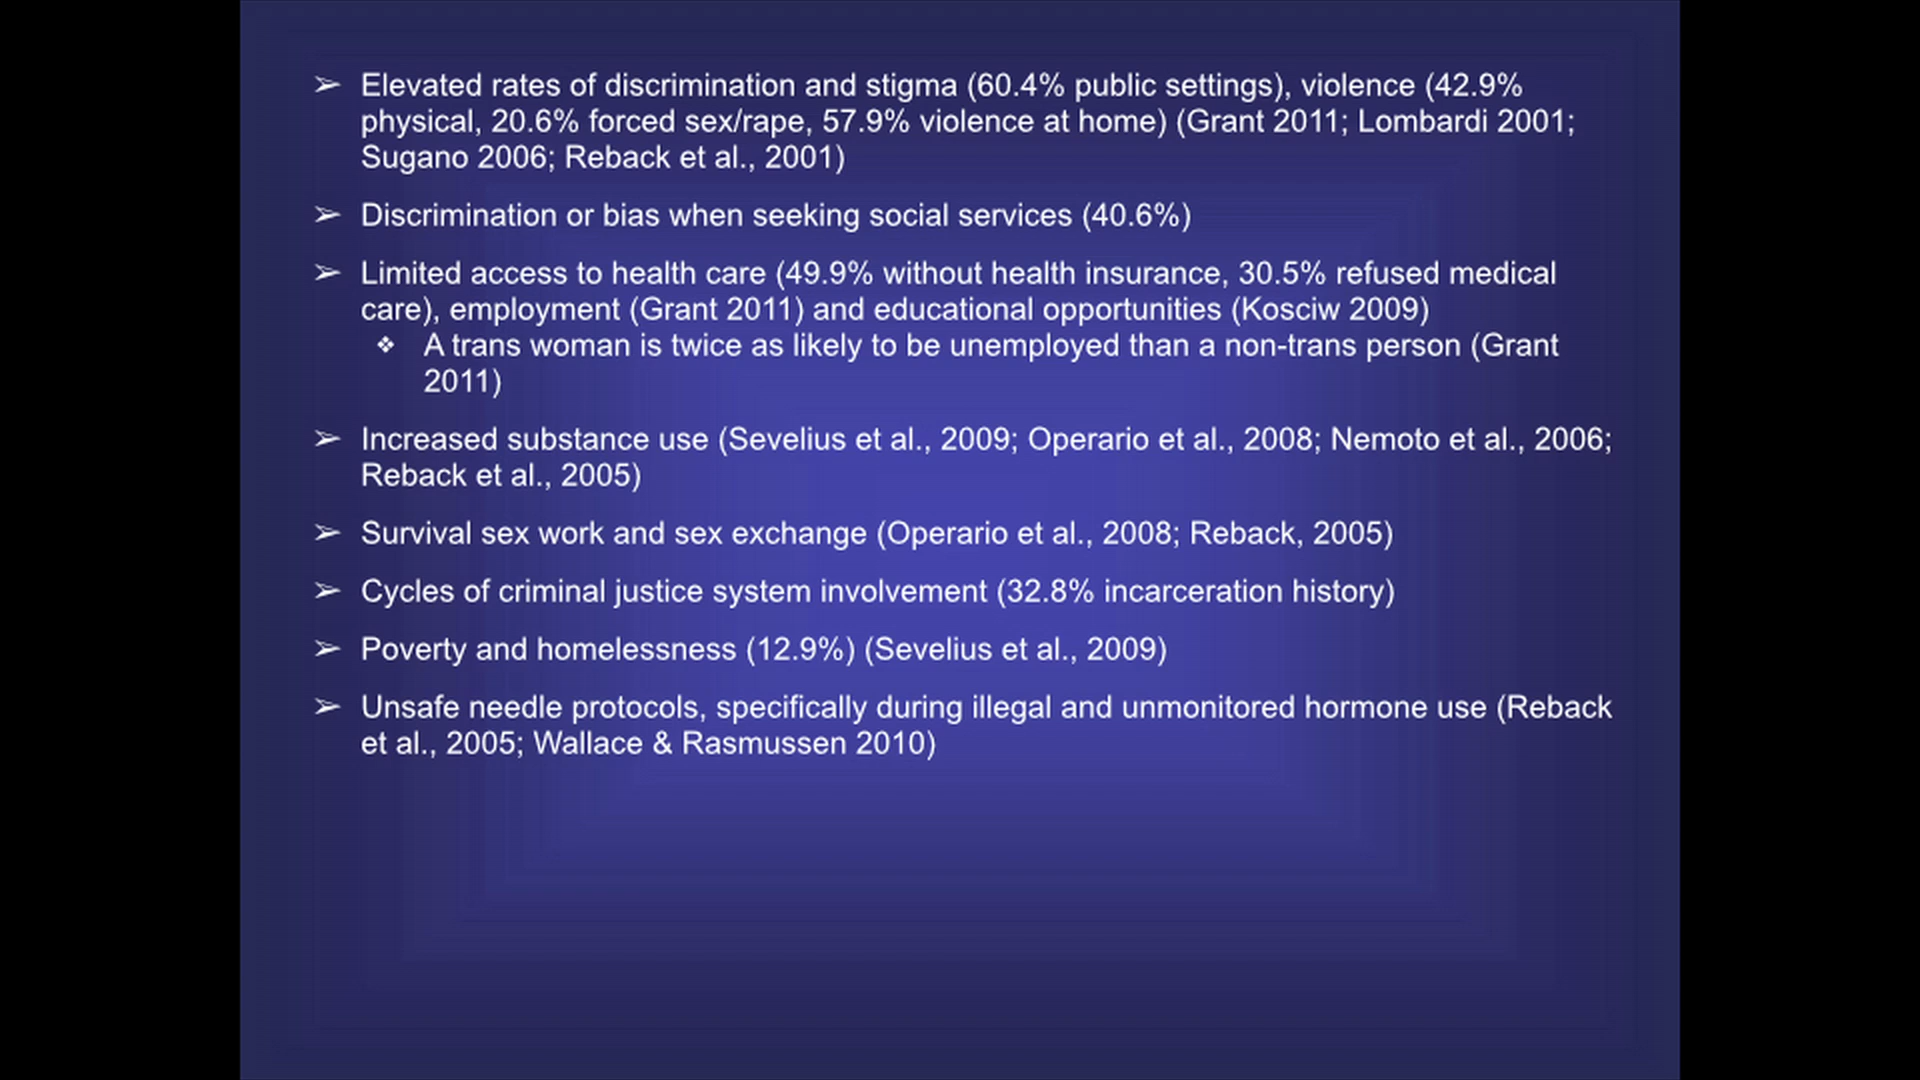 ➢ Elevated rates of discrimination and stigma (60.4% public settings), violence (42.9%
physical, 20.6% forced sex/rape, 57.9% violence at home) (Grant 2011; Lombardi 2001;
Sugano 2006; Reback et al., 2001)
➢ Discrimination or bias when seeking social services (40.6%)
➢ Limited access to health care (49.9% without health insurance, 30.5% refused medical
care), employment (Grant 2011) and educational opportunities (Kosciw 2009)
❖ A trans woman is twice as likely to be unemployed than a non-trans person (Grant
2011)
➢ Increased substance use (Sevelius et al., 2009; Operario et al., 2008; Nemoto et al., 2006;
Reback et al., 2005)
➢ Survival sex work and sex exchange (Operario et al., 2008; Reback, 2005)
➢ Cycles of criminal justice system involvement (32.8% incarceration history)
➢ Poverty and homelessness (12.9%) (Sevelius et al., 2009)
➢ Unsafe needle protocols, specifically during illegal and unmonitored hormone use (Reback
et al., 2005; Wallace & Rasmussen 2010)